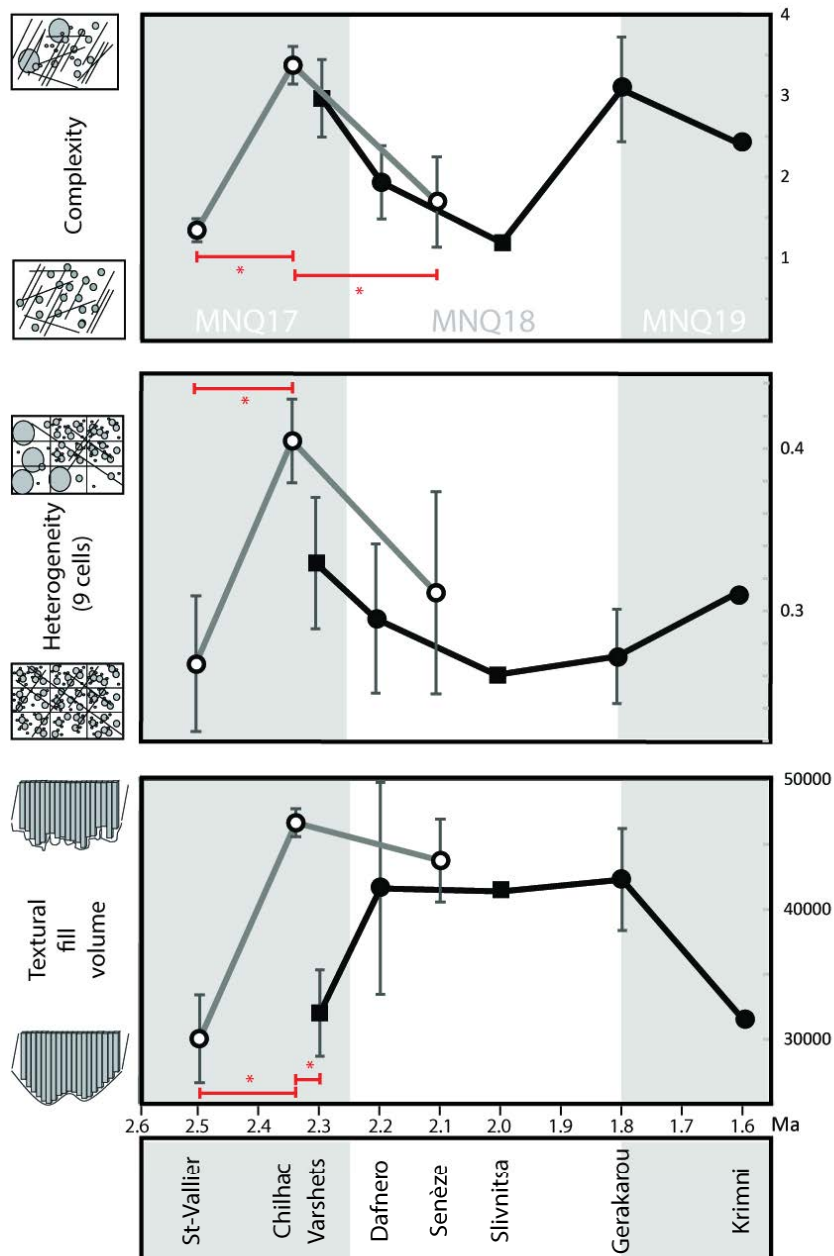 Complexity
4
3
2
1
*
*
MNQ17
MNQ18
MNQ19
Heterogeneity
(9 cells)
*
0.4
0.3
Textural
fill
volume
50000
40000
30000
*
*
2.6 2.5 2.4 2.3 2.2 2.1 2.0 1.9 1.8 1.7 1.6 Ma
St-Vallier
Chilhac
Varshets
Dafnero
Senèze
Slivnitsa
Gerakarou
Krimni